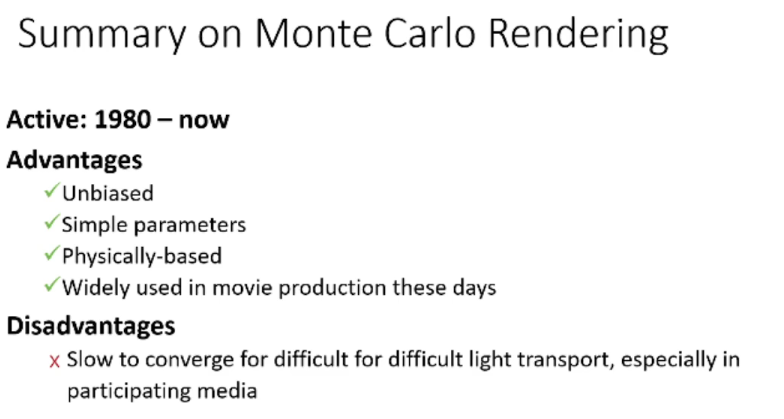 Summary on Monte Carlo Rendering
Active: 1980 – now
Advantages
✓Unbiased
✓Simple parameters
✓Physically-based
✓Widely used in movie production these days
Disadvantages
x Slow to converge for difficult for difficult light transport, especially in
participating media